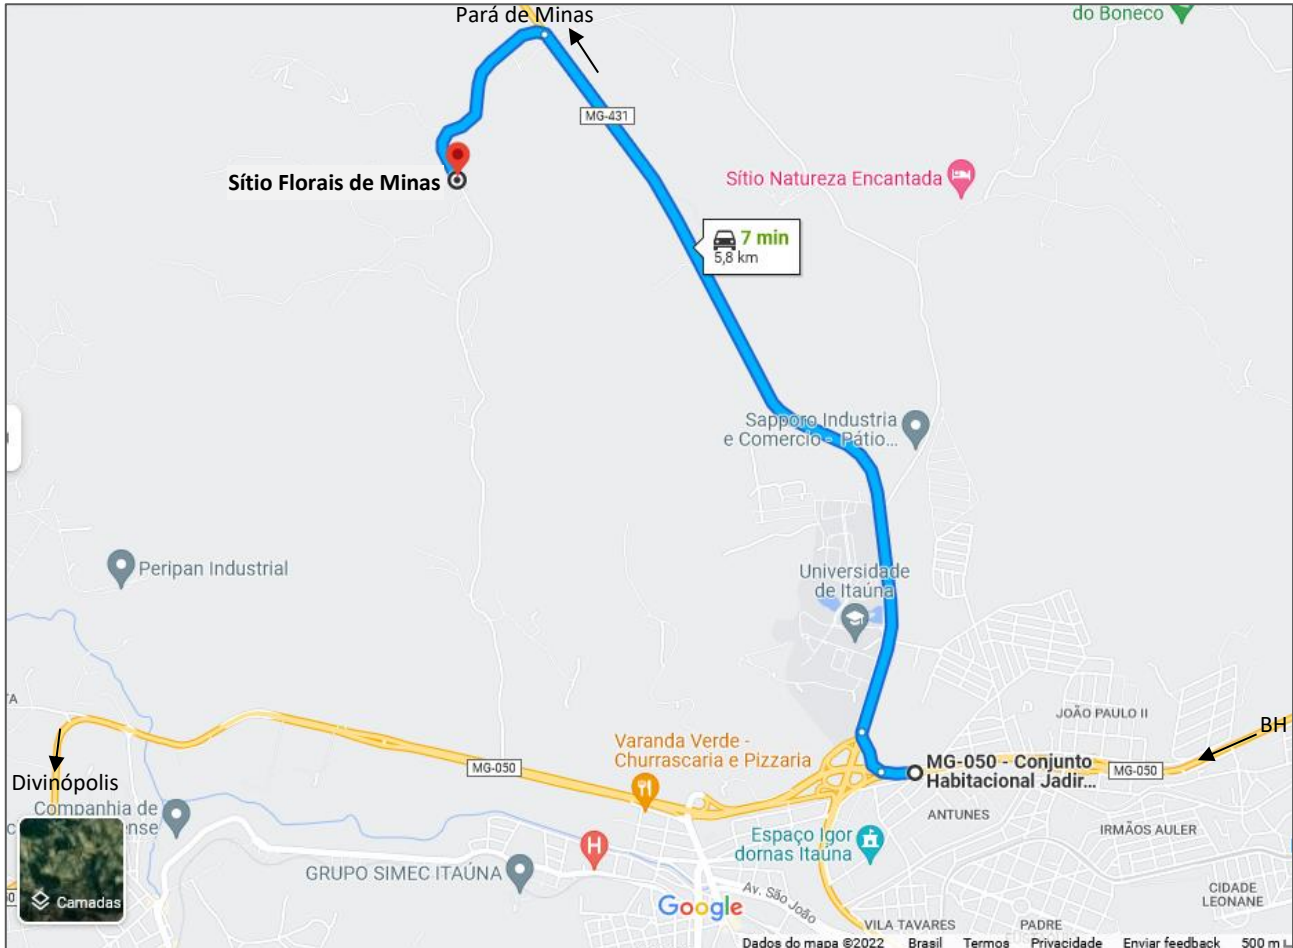 Pará de Minas
do Boneco
MG-431
Sítio Florais de Minas
Sítio Natureza Encantada
7 min
5,8 km
Sapporo Industria
e Comercio - Pátio...
Peripan Industrial
Universidade
de Itaúna
TA
JOÃO PAULO II
BH
Varanda Verde -
Churrascaria e Pizzaria
MG-050
MG-050 - Conjunto
Habitacional Jadir...
MG-050
Divinópolis
Companhia de
ense
ANTUNES
IRMÃOS AULER
Espaço Igor
dornas Itaúna
H
GRUPO SIMEC ITAÚNA
Camadas
Google
Av. São João
CIDADE
LEONANE
VILA TAVARES
PADRE
Dados do mapa ©2022 Brasil Termos Privacidade Enviar feedback 500 m